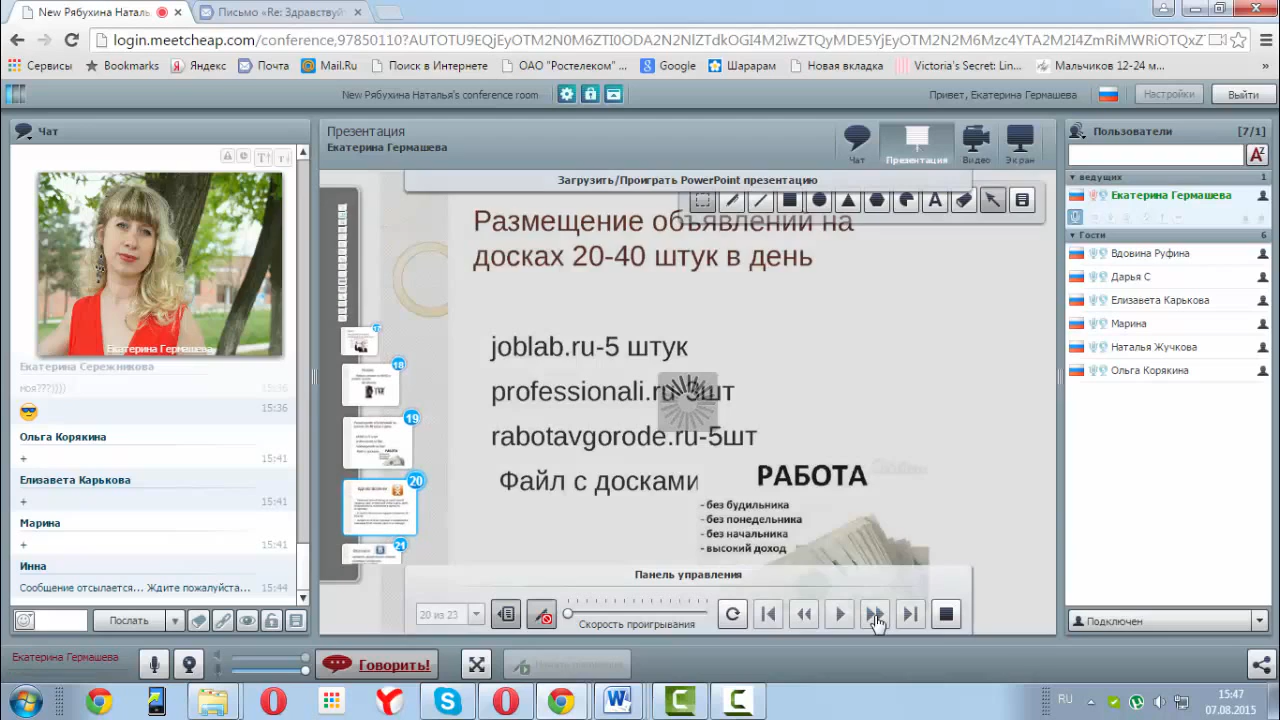 New Рябухина Наталь
Письмо «Re: Здравствуй
login.meetcheap.com/conference,97850110?AUTOTU9EQjEyOTM2N0M6ZTI0ODA2N2NlZTdkOGI4M2IwZTQyMDE5YjEyOTM2N2M6Mzc4YTA2M2I4ZmRiMWRiOTQxZ
Сервисы
Bookmarks
Яндекс
Почта
Mail.Ru
Поиск в Интернете
ОАО "Ростелеком" ...
Google
Шарарам
Новая вкладка
Victoria's Secret: Lin...
Мальчиков 12-24 м...
New Рябухина Наталья's conference room
Привет, Екатерина Гермашева
Настройки
Выйти
Чат
Екатерина Гермашева
Екатерина Сережникова
ноя???))))
15:36
15:36
Ольга Корякина
+ 15:41
Елизавета Карькова
+ 15:41
Марина
+ 15:41
Инна
Сообщение отсылается... Ждите пожалуйста... 15:44
Послать
Презентация
Екатерина Гермашева
Чат
Презентация
Видео
Экран
Загрузить/Проиграть PowerPoint презентацию
Размещение объявлений на
досках 20-40 штук в день
joblab.ru-5 штук
professionali.ru-5шт
rabotavgorode.ru-5шт
Файл с досками
РАБОТА
- без будильника
- без понедельника
- без начальника
- высокий доход
18
19
20
21
Панель управления
20 из 23
Скорость проигрывания
Пользователи [7/1]
ведущих 1
Екатерина Гермашева
Гости 6
Вдовина Руфина
Дарья С
Елизавета Карькова
Марина
Наталья Жучкова
Ольга Корякина
Подключен
Екатерина Гермашева
Говорить!
RU
15:47
07.08.2015